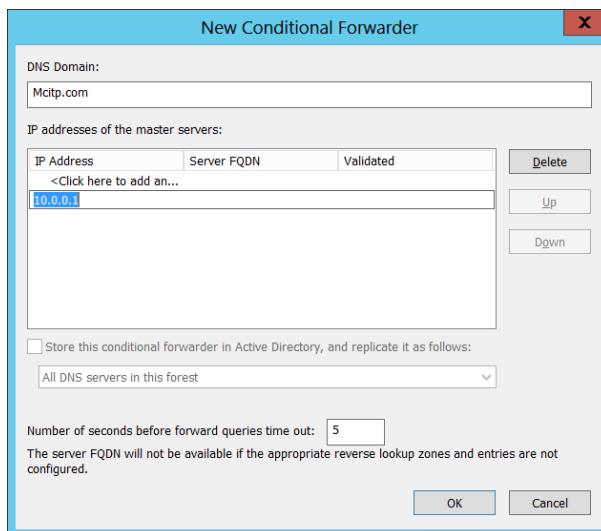 New Conditional Forwarder
X
DNS Domain:
Mcitp.com
IP addresses of the master servers:
IP Address Server FQDN Validated
Delete
<Click here to add an...
10.0.0.1
Up
Down
Store this conditional forwarder in Active Directory, and replicate it as follows:
All DNS servers in this forest
Number of seconds before forward queries time out: 5
The server FQDN will not be available if the appropriate reverse lookup zones and entries are not
configured.
OK Cancel